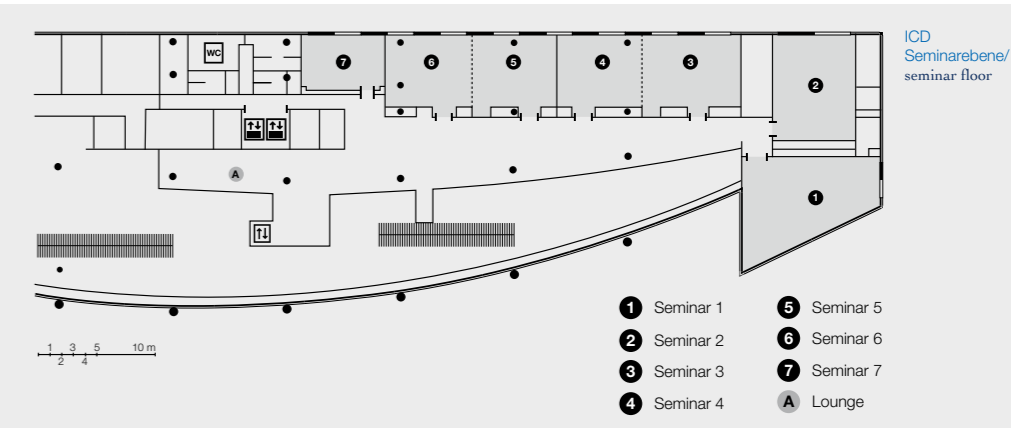 ICD
Seminarebene/
seminar floor
WC
7
6
5
4
3
2
A
1
1 3 5 10 m
2 4
1 Seminar 1
2 Seminar 2
3 Seminar 3
4 Seminar 4
5 Seminar 5
6 Seminar 6
7 Seminar 7
A Lounge